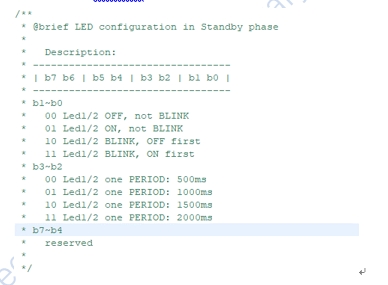 /**
* @brief LED configuration in Standby phase
*
* Description:
* --------------------------------
* | b7 b6 | b5 b4 | b3 b2 | b1 b0 |
* --------------------------------
* b1~b0
* 00 Led1/2 OFF, not BLINK
* 01 Led1/2 ON, not BLINK
* 10 Led1/2 BLINK, OFF first
* 11 Led1/2 BLINK, ON first
* b3~b2
* 00 Led1/2 one PERIOD: 500ms
* 01 Led1/2 one PERIOD: 1000ms
* 10 Led1/2 one PERIOD: 1500ms
* 11 Led1/2 one PERIOD: 2000ms
* b7~b4
* reserved
*
*/